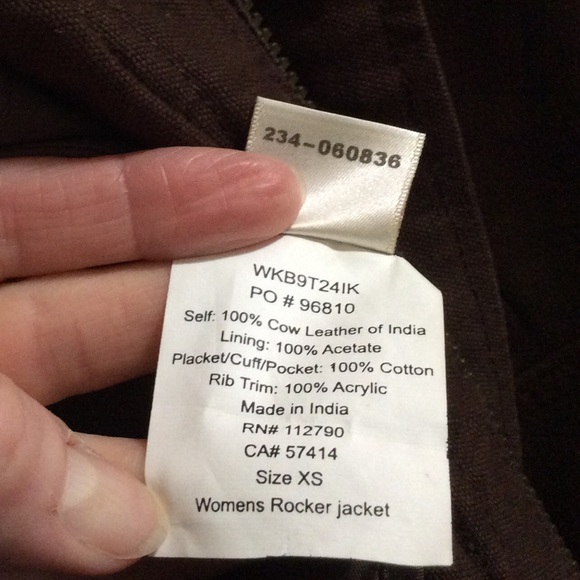 234-060836
WKB9T24IK
PO # 96810
Self: 100% Cow Leather of India
Lining: 100% Acetate
Placket/Cuff/Pocket: 100% Cotton
Rib Trim: 100% Acrylic
Made in India
RN# 112790
CA# 57414
Size XS
Womens Rocker jacket